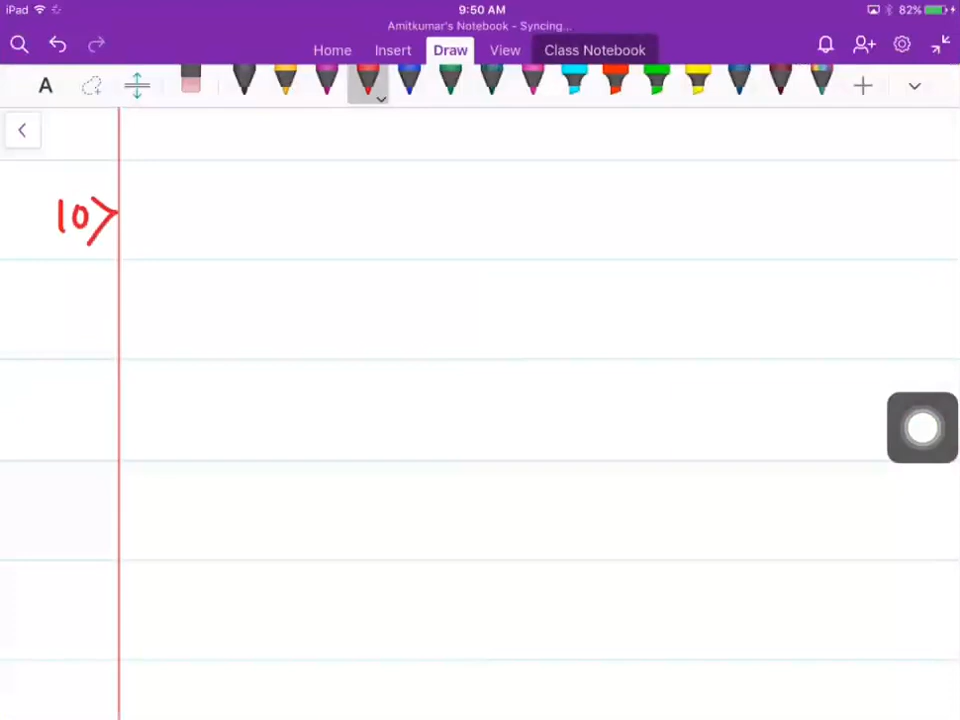 iPad 9:50 AM 82%
Amitkumar's Notebook - Syncing...
Home Insert Draw View Class Notebook
A
10>